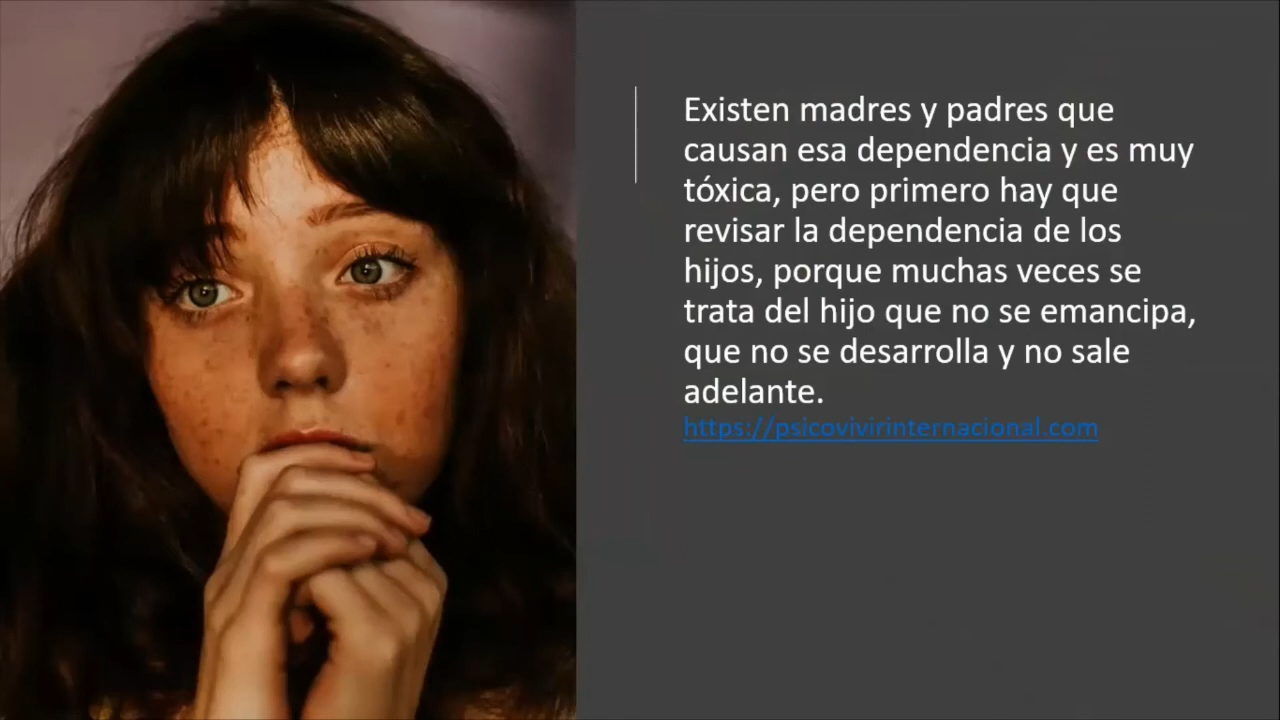 Existen madres y padres que
causan esa dependencia y es muy
tóxica, pero primero hay que
revisar la dependencia de los
hijos, porque muchas veces se
trata del hijo que no se emancipa,
que no se desarrolla y no sale
adelante.
https://psicovivirinternacional.com